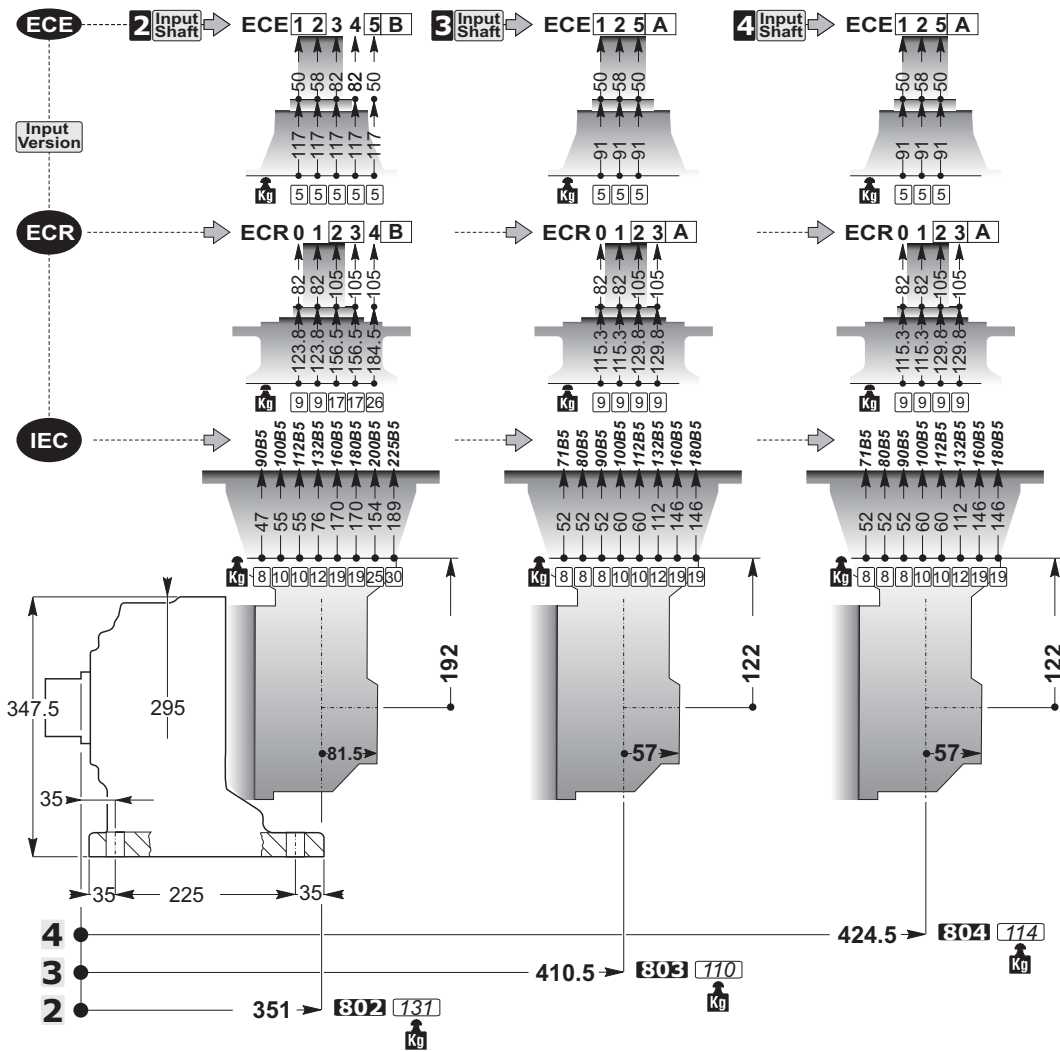 ECE 2 Input Shaft ECE 1 2 3 4 5 B 3 Input Shaft ECE 1 2 5 A 4 Input Shaft ECE 1 2 5 A
50 58 82 82 50 50 58 50 50 58 50
Input Version
117 117 117 117 117 91 91 91 91 91 91
Kg 5 5 5 5 5 Kg 5 5 5 Kg 5 5 5
ECR ECR 0 1 2 3 4 B ECR 0 1 2 3 A ECR 0 1 2 3 A
82 82 105 105 105 82 82 105 105 82 82 105 105
123.8 123.8 156.5 156.5 184.5 115.3 115.3 129.8 129.8 115.3 115.3 129.8 129.8
Kg 9 9 17 17 26 Kg 9 9 9 9 Kg 9 9 9 9
IEC 90B5 100B5 112B5 132B5 160B5 180B5 200B5 225B5 71B5 80B5 90B5 100B5 112B5 132B5 160B5 180B5 71B5 80B5 90B5 100B5 112B5 132B5 160B5 180B5
47 55 55 76 170 170 154 189 52 52 52 60 60 112 146 146 52 52 52 60 60 112 146 146
Kg 8 10 10 12 19 19 25 30 Kg 8 8 8 10 10 12 19 19 Kg 8 8 8 10 10 12 19 19
192 122 122
347.5 295
81.5 57 57
35
35 225 35
4 424.5 804 114
Kg
3 410.5 803 110
Kg
2 351 802 131
Kg